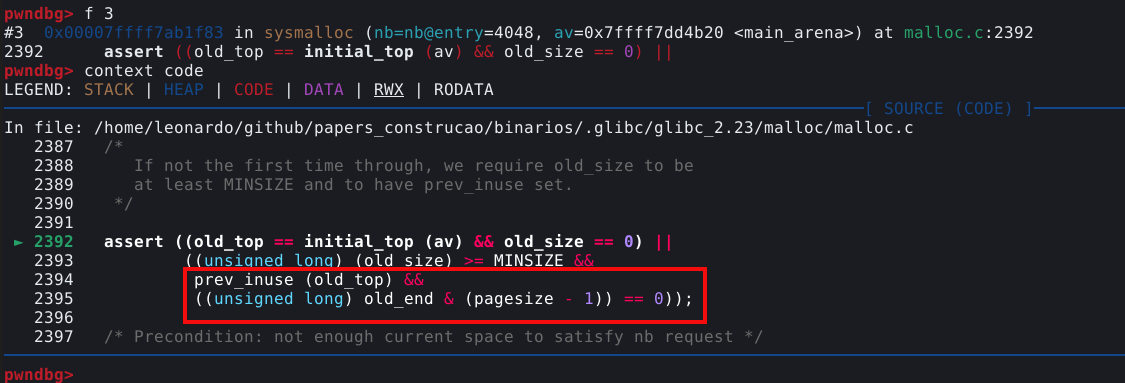 pwndbg> f 3
#3  0x00007ffff7ab1f83 in sysmalloc (nb=nb@entry=4048, av=0x7ffff7dd4b20 <main_arena>) at malloc.c:2392
2392      assert ((old_top == initial_top (av) && old_size == 0) ||
pwndbg> context code
LEGEND: STACK | HEAP | CODE | DATA | RWX | RODATA
[ SOURCE (CODE) ]
In file: /home/leonardo/github/papers_construcao/binarios/.glibc/glibc_2.23/malloc/malloc.c
   2387   /*
   2388      If not the first time through, we require old_size to be
   2389      at least MINSIZE and to have prev_inuse set.
   2390    */
   2391
 ► 2392   assert ((old_top == initial_top (av) && old_size == 0) ||
   2393           ((unsigned long) (old_size) >= MINSIZE &&
   2394            prev_inuse (old_top) &&
   2395            ((unsigned long) old_end & (pagesize - 1)) == 0));
   2396
   2397   /* Precondition: not enough current space to satisfy nb request */
pwndbg>